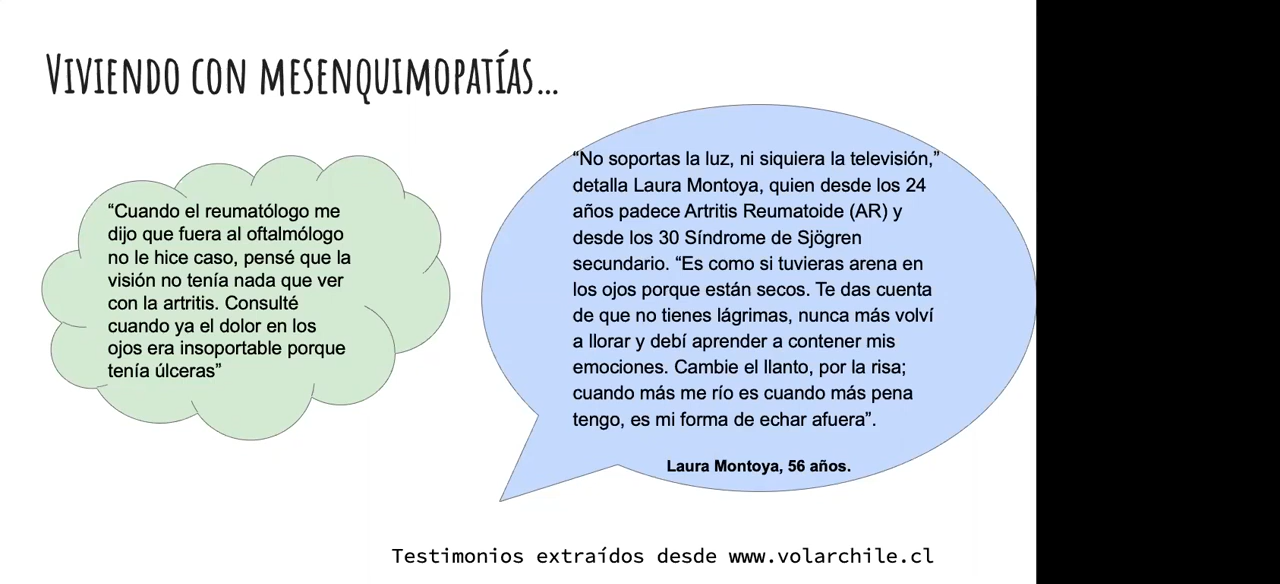 Viviendo con mesenquimopatías...
“Cuando el reumatólogo me
dijo que fuera al oftalmólogo
no le hice caso, pensé que la
visión no tenía nada que ver
con la artritis. Consulté
cuando ya el dolor en los
ojos era insoportable porque
tenía úlceras”
“No soportas la luz, ni siquiera la televisión,”
detalla Laura Montoya, quien desde los 24
años padece Artritis Reumatoide (AR) y
desde los 30 Síndrome de Sjögren
secundario. “Es como si tuvieras arena en
los ojos porque están secos. Te das cuenta
de que no tienes lágrimas, nunca más volví
a llorar y debí aprender a contener mis
emociones. Cambie el llanto, por la risa;
cuando más me río es cuando más pena
tengo, es mi forma de echar afuera”.
Laura Montoya, 56 años.
Testimonios extraídos desde www.volarchile.cl